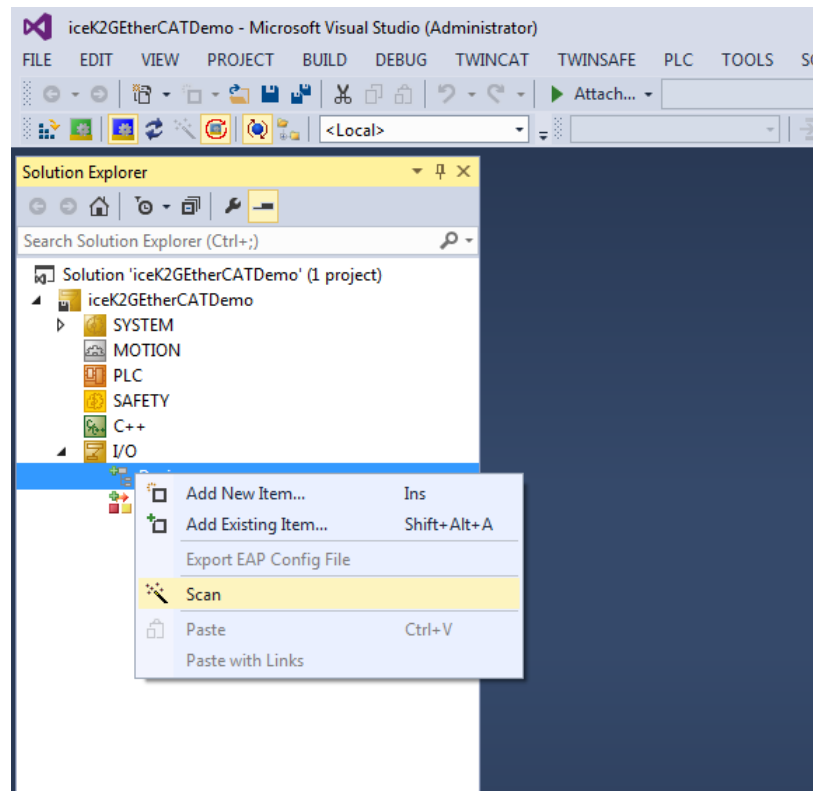 iceK2GEtherCATDemo - Microsoft Visual Studio (Administrator)
FILE EDIT VIEW PROJECT BUILD DEBUG TWINCAT TWINSAFE PLC TOOLS
Attach...
<Local>
Solution Explorer
Search Solution Explorer (Ctrl+;)
Solution 'iceK2GEtherCATDemo' (1 project)
iceK2GEtherCATDemo
SYSTEM
MOTION
PLC
SAFETY
C++
I/O
Add New Item... Ins
Add Existing Item... Shift+Alt+A
Export EAP Config File
Scan
Paste Ctrl+V
Paste with Links